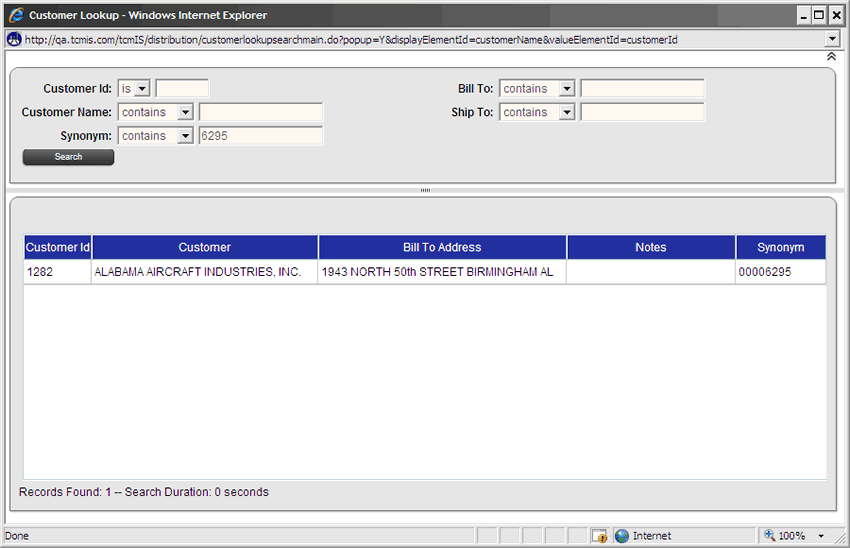 Customer Lookup - Windows Internet Explorer
http://qa.tcmis.com/tcmIS/distribution/customerlookupsearchmain.do?popup=Y&displayElementId=customerName&valueElementId=customerId
Customer Id: is Bill To: contains
Customer Name: contains Ship To: contains
Synonym: contains 6295
Search
Customer Id Customer Bill To Address Notes Synonym
1282 ALABAMA AIRCRAFT INDUSTRIES, INC. 1943 NORTH 50th STREET BIRMINGHAM AL 00006295
Records Found: 1 -- Search Duration: 0 seconds
Done Internet 100%